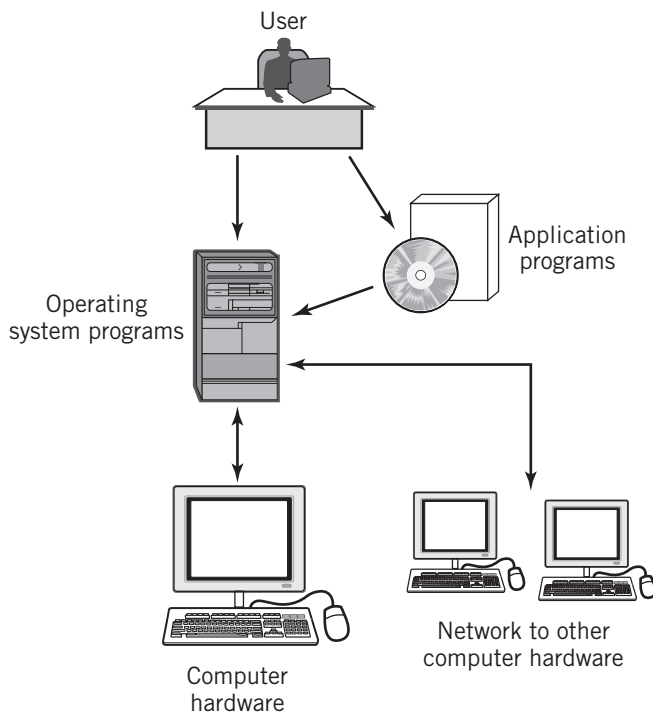 User
Application
programs
Operating
system programs
Computer
hardware
Network to other
computer hardware